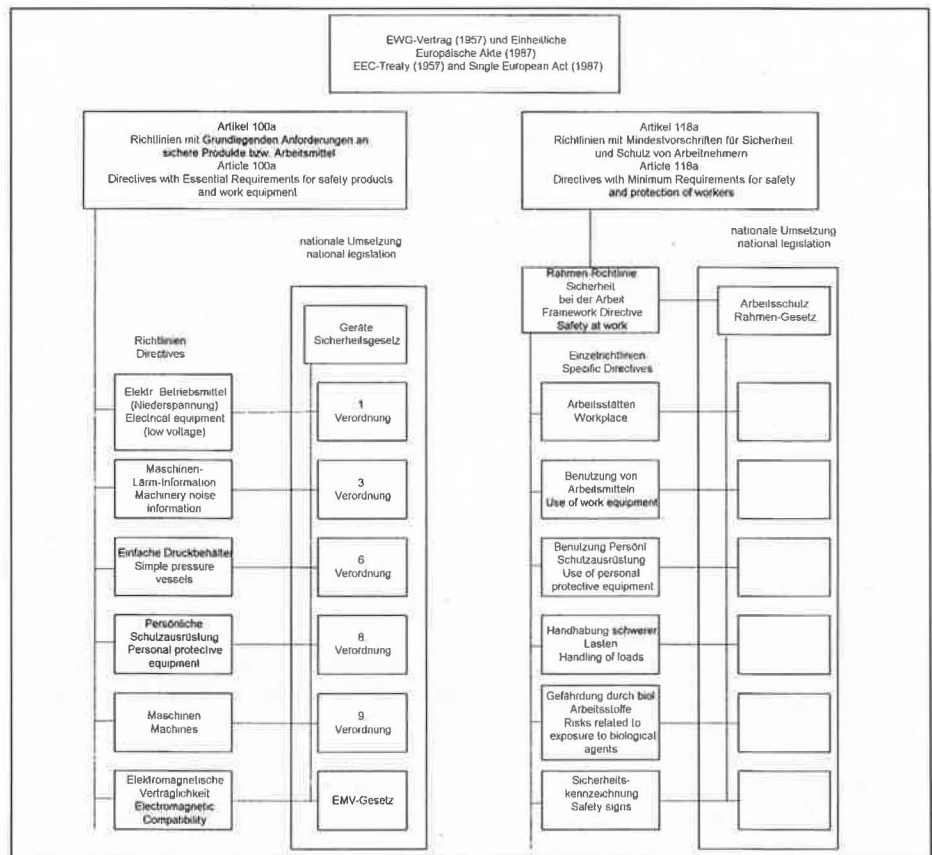 EWG-Vertrag (1957) und Einheitliche
Europäische Akte (1987)
EEC-Treaty (1957) and Single European Act (1987)
Artikel 100a
Richtlinien mit Grundlegenden Anforderungen an
sichere Produkte bzw. Arbeitsmittel
Article 100a
Directives with Essential Requirements for safety products
and work equipment
nationale Umsetzung
national legislation
Geräte
Sicherheitsgesetz
Richtlinien
Directives
Elektr Betriebsmittel
(Niederspannung)
Electrical equipment
(low voltage)
1
Verordnung
Maschinen-
Lärm-Information
Machinery noise
information
3
Verordnung
Einfache Druckbehälter
Simple pressure
vessels
6
Verordnung
Persönliche
Schutzausrüstung
Personal protective
equipment
8.
Verordnung
Maschinen
Machines
9.
Verordnung
Elektromagnetische
Verträglichkeit
Electromagnetic
Compatibility
EMV-Gesetz
Artikel 118a
Richtlinien mit Mindestvorschriften für Sicherheit
und Schutz von Arbeitnehmern
Article 118a
Directives with Minimum Requirements for safety
and protection of workers
nationale Umsetzung
national legislation
Rahmen-Richtlinie
Sicherheit
bei der Arbeit
Framework Directive
Safety at work
Arbeitsschutz
Rahmen-Gesetz
Einzelrichtlinien
Specific Directives
Arbeitsstätten
Workplace
Benutzung von
Arbeitsmitteln
Use of work equipment
Benutzung Persönl
Schutzausrüstung
Use of personal
protective equipment
Handhabung schwerer
Lasten
Handling of loads
Gefährdung durch biol
Arbeitsstoffe
Risks related to
exposure to biological
agents
Sicherheits-
kennzeichnung
Safety signs